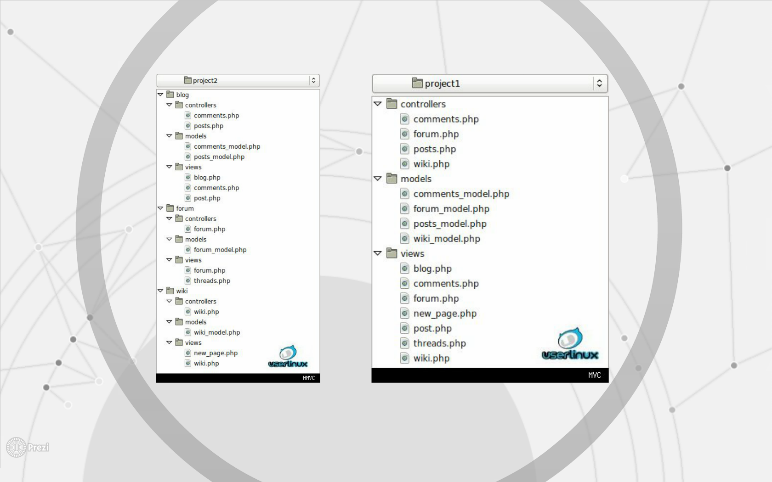 project2
blog
controllers
comments.php
posts.php
models
comments_model.php
posts_model.php
views
blog.php
comments.php
post.php
forum
controllers
forum.php
models
forum_model.php
views
forum.php
threads.php
wiki
controllers
wiki.php
models
wiki_model.php
views
new_page.php
wiki.php
userlinux
MVC
project1
controllers
comments.php
forum.php
posts.php
wiki.php
models
comments_model.php
forum_model.php
posts_model.php
wiki_model.php
views
blog.php
comments.php
forum.php
new_page.php
post.php
threads.php
wiki.php
userlinux
MVC
Prezi